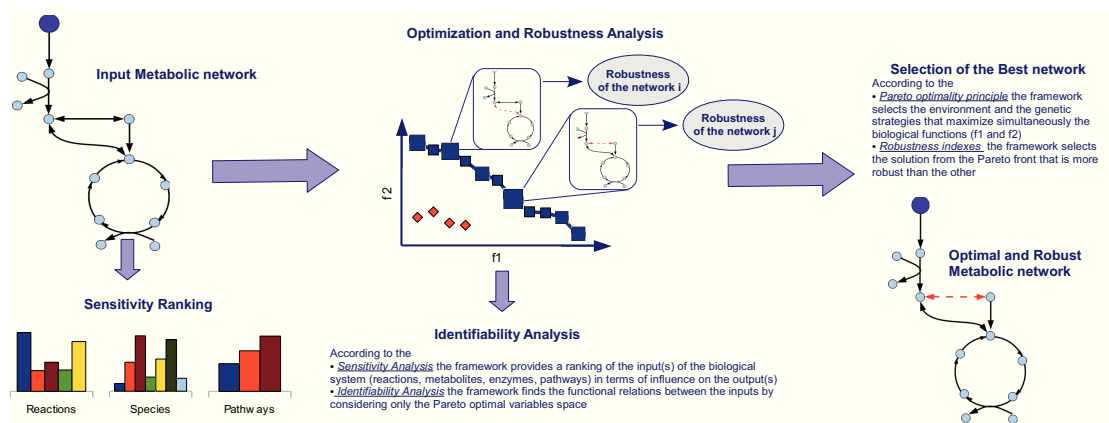 Input Metabolic network
Sensitivity Ranking
Reactions
Species
Pathways
Optimization and Robustness Analysis
Robustness
of the network i
Robustness
of the network j
f2
f1
Identifiability Analysis
According to the
• Sensitivity Analysis the framework provides a ranking of the input(s) of the biological
system (reactions, metabolites, enzymes, pathways) in terms of influence on the output(s)
• Identifiability Analysis the framework finds the functional relations between the inputs by
considering only the Pareto optimal variables space
Selection of the Best network
According to the
• Pareto optimality principle the framework
selects the environment and the genetic
strategies that maximize simultaneously the
biological functions (f1 and f2)
• Robustness indexes the framework selects
the solution from the Pareto front that is more
robust than the other
Optimal and Robust
Metabolic network